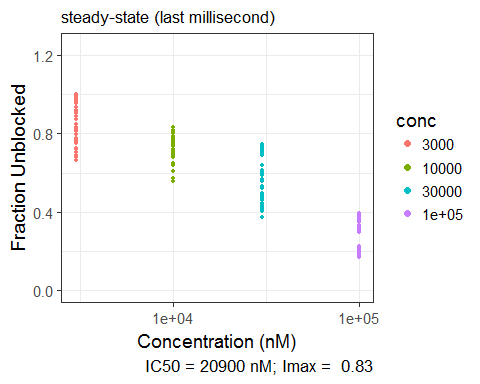 steady-state (last millisecond)
Fraction Unblocked
1.2
0.8
0.4
0.0
1e+04
1e+05
Concentration (nM)
IC50 = 20900 nM; Imax = 0.83
conc
3000
10000
30000
1e+05